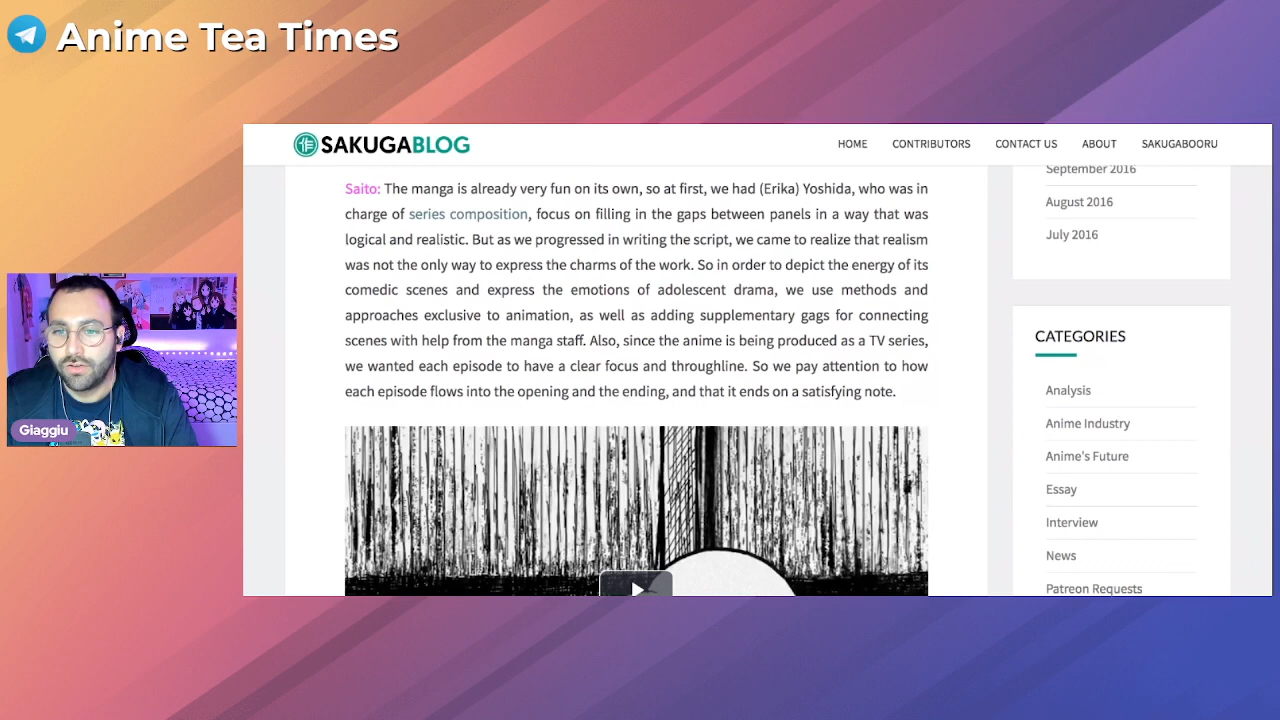 Anime Tea Times
SAKUGABLOG
HOME CONTRIBUTORS CONTACT US ABOUT SAKUGABOORU
Saito: The manga is already very fun on its own, so at first, we had (Erika) Yoshida, who was in
charge of series composition, focus on filling in the gaps between panels in a way that was
logical and realistic. But as we progressed in writing the script, we came to realize that realism
was not the only way to express the charms of the work. So in order to depict the energy of its
comedic scenes and express the emotions of adolescent drama, we use methods and
approaches exclusive to animation, as well as adding supplementary gags for connecting
scenes with help from the manga staff. Also, since the anime is being produced as a TV series,
we wanted each episode to have a clear focus and throughline. So we pay attention to how
each episode flows into the opening and the ending, and that it ends on a satisfying note.
September 2016
August 2016
July 2016
CATEGORIES
Analysis
Anime Industry
Anime's Future
Essay
Interview
News
Patreon Requests
Giaggiu